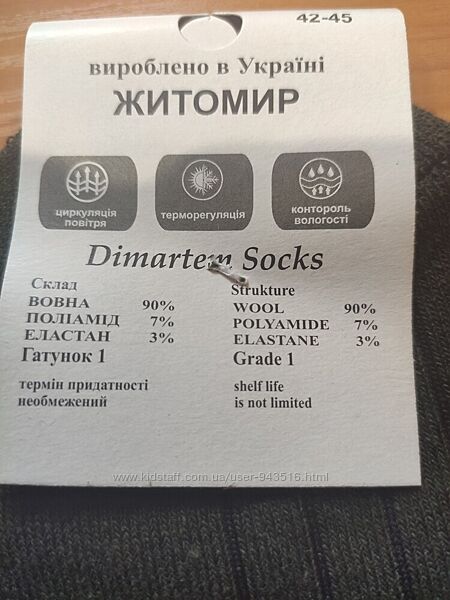 42-45
вироблено в Україні
ЖИТОМИР
циркуляція
повітря
терморегуляція
контороль
вологості
Dimartem Socks
Склад
ВОВНА 90%
ПОЛІАМІД 7%
ЕЛАСТАН 3%
Гатунок 1
термін придатності
необмежений
Strukture
WOOL 90%
POLYAMIDE 7%
ELASTANE 3%
Grade 1
shelf life
is not limited
www.kidstaff.com.ua/user-943516.html